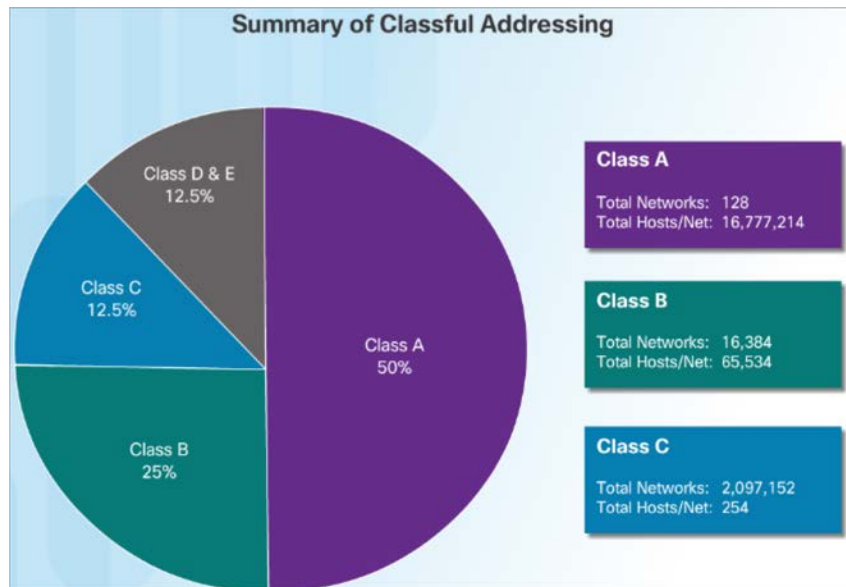 Summary of Classful Addressing
Class D & E
12.5%
Class C
12.5%
Class A
50%
Class B
25%
Class A
Total Networks: 128
Total Hosts/Net: 16,777,214
Class B
Total Networks: 16,384
Total Hosts/Net: 65,534
Class C
Total Networks: 2,097,152
Total Hosts/Net: 254